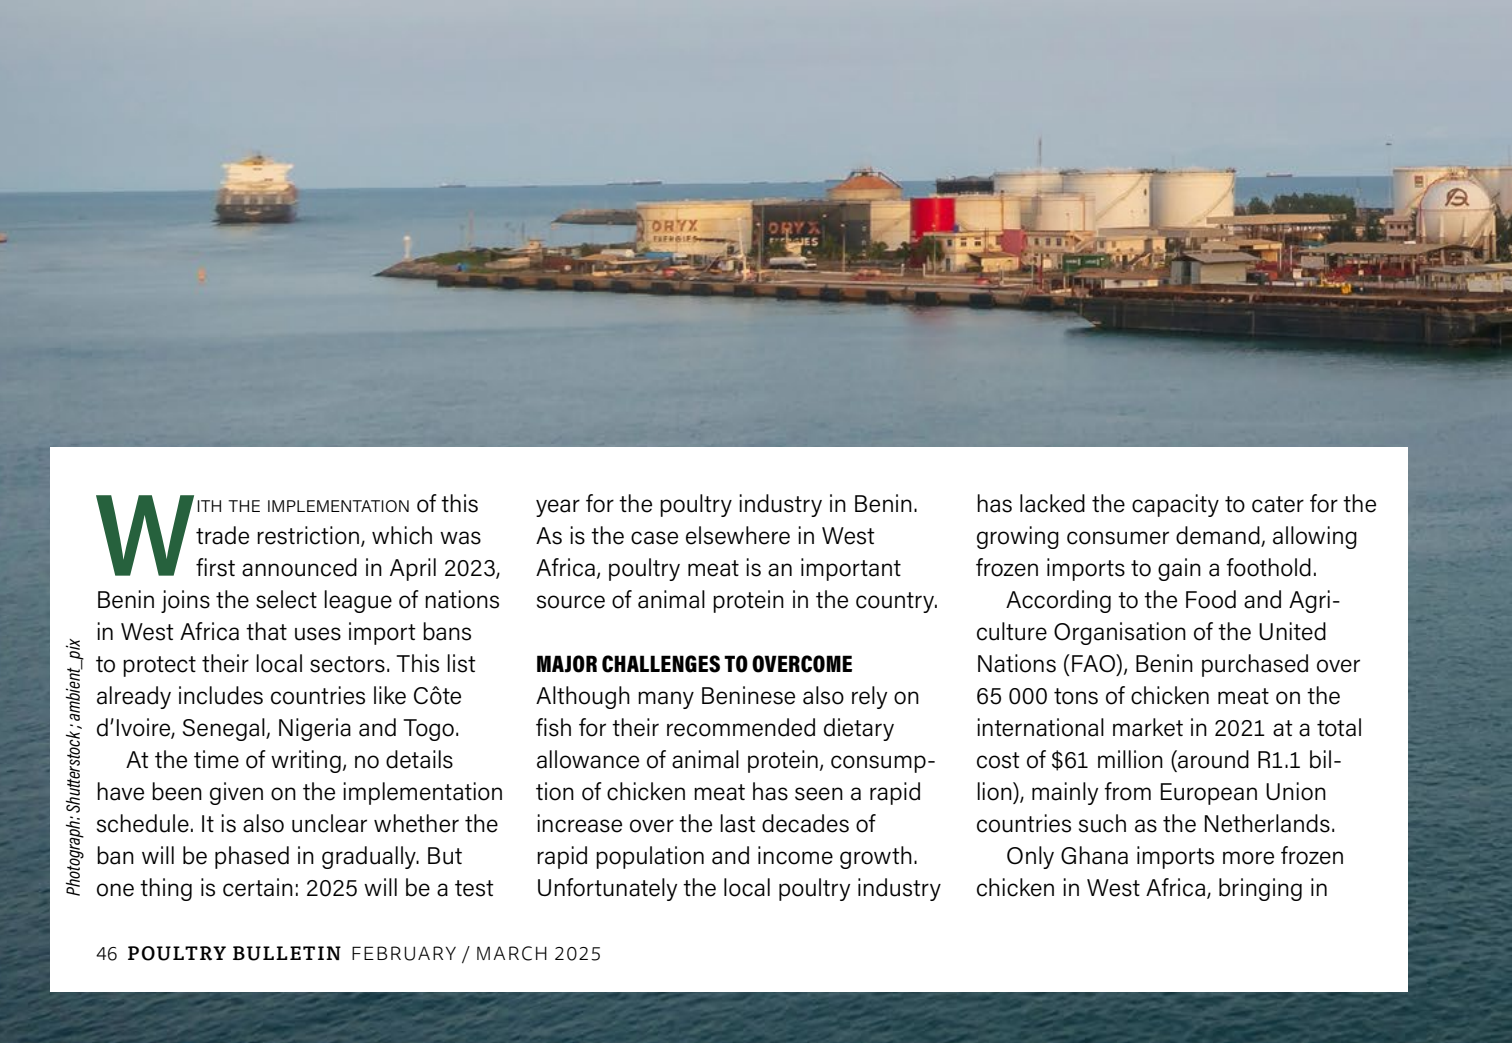 ORYX
ENERGIES
ORYX
ENERGIES
WITH THE IMPLEMENTATION of this
trade restriction, which was
first announced in April 2023,
Benin joins the select league of nations
in West Africa that uses import bans
to protect their local sectors. This list
already includes countries like Côte
d’Ivoire, Senegal, Nigeria and Togo.
At the time of writing, no details
have been given on the implementation
schedule. It is also unclear whether the
ban will be phased in gradually. But
one thing is certain: 2025 will be a test
year for the poultry industry in Benin.
As is the case elsewhere in West
Africa, poultry meat is an important
source of animal protein in the country.
MAJOR CHALLENGES TO OVERCOME
Although many Beninese also rely on
fish for their recommended dietary
allowance of animal protein, consump-
tion of chicken meat has seen a rapid
increase over the last decades of
rapid population and income growth.
Unfortunately the local poultry industry
has lacked the capacity to cater for the
growing consumer demand, allowing
frozen imports to gain a foothold.
According to the Food and Agri-
culture Organisation of the United
Nations (FAO), Benin purchased over
65 000 tons of chicken meat on the
international market in 2021 at a total
cost of $61 million (around R1.1 bil-
lion), mainly from European Union
countries such as the Netherlands.
Only Ghana imports more frozen
chicken in West Africa, bringing in
Photograph: Shutterstock; ambient_pix
46 POULTRY BULLETIN FEBRUARY / MARCH 2025